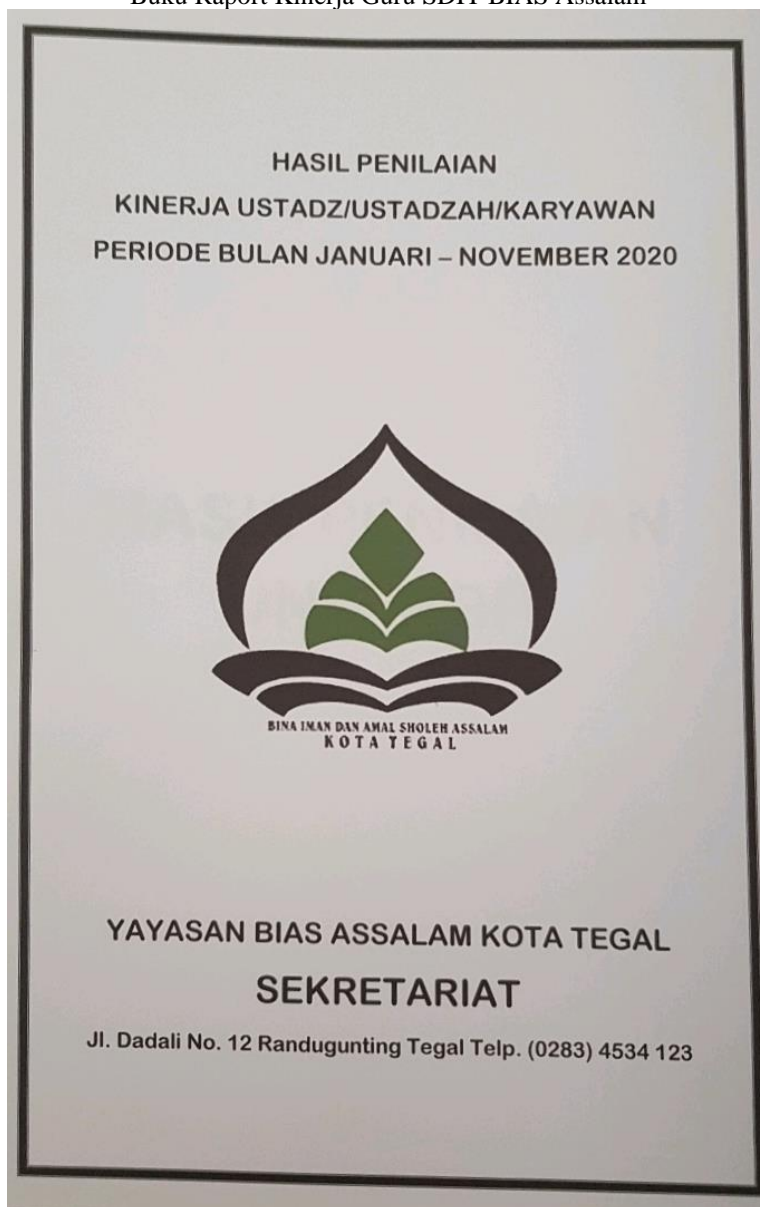 Buku Raport Kinerja Guru SDIT BIAS Assalam
HASIL PENILAIAN
KINERJA USTADZ/USTADZAH/KARYAWAN
PERIODE BULAN JANUARI – NOVEMBER 2020
BINA IMAN DAN AMAL SHOLEH ASSALAM
KOTA TEGAL
YAYASAN BIAS ASSALAM KOTA TEGAL
SEKRETARIAT
Jl. Dadali No. 12 Randugunting Tegal Telp. (0283) 4534 123